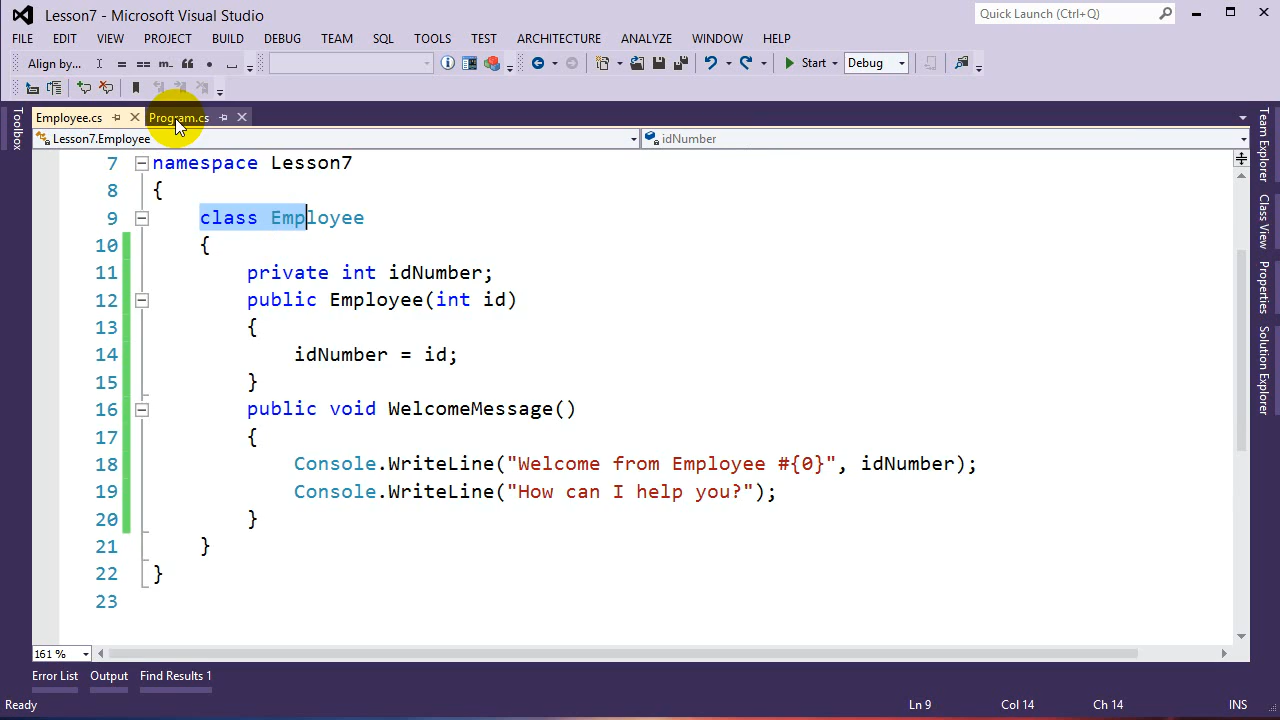 Lesson7 - Microsoft Visual Studio
Quick Launch (Ctrl+Q)
FILE EDIT VIEW PROJECT BUILD DEBUG TEAM SQL TOOLS TEST ARCHITECTURE ANALYZE WINDOW HELP
Align by... = == m.. Start Debug
Employee.cs Program.cs
Lesson7.Employee idNumber
Toolbox
Team Explorer
Class View
Properties
Solution Explorer
7 namespace Lesson7
8 {
9 class Employee
10 {
11 private int idNumber;
12 public Employee(int id)
13 {
14 idNumber = id;
15 }
16 public void WelcomeMessage()
17 {
18 Console.WriteLine("Welcome from Employee #{0}", idNumber);
19 Console.WriteLine("How can I help you?");
20 }
21 }
22 }
23
161 %
Error List Output Find Results 1
Ready Ln 9 Col 14 Ch 14 INS